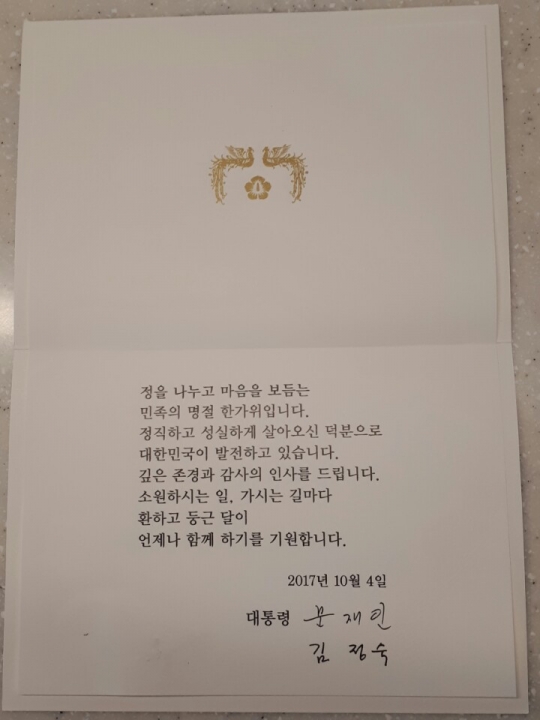 정을 나누고 마음을 보듬는
민족의 명절 한가위입니다.
정직하고 성실하게 살아오신 덕분으로
대한민국이 발전하고 있습니다.
깊은 존경과 감사의 인사를 드립니다.
소원하시는 일, 가시는 길마다
환하고 둥근 달이
언제나 함께 하기를 기원합니다.
2017년 10월 4일
대통령 문재인
김정숙